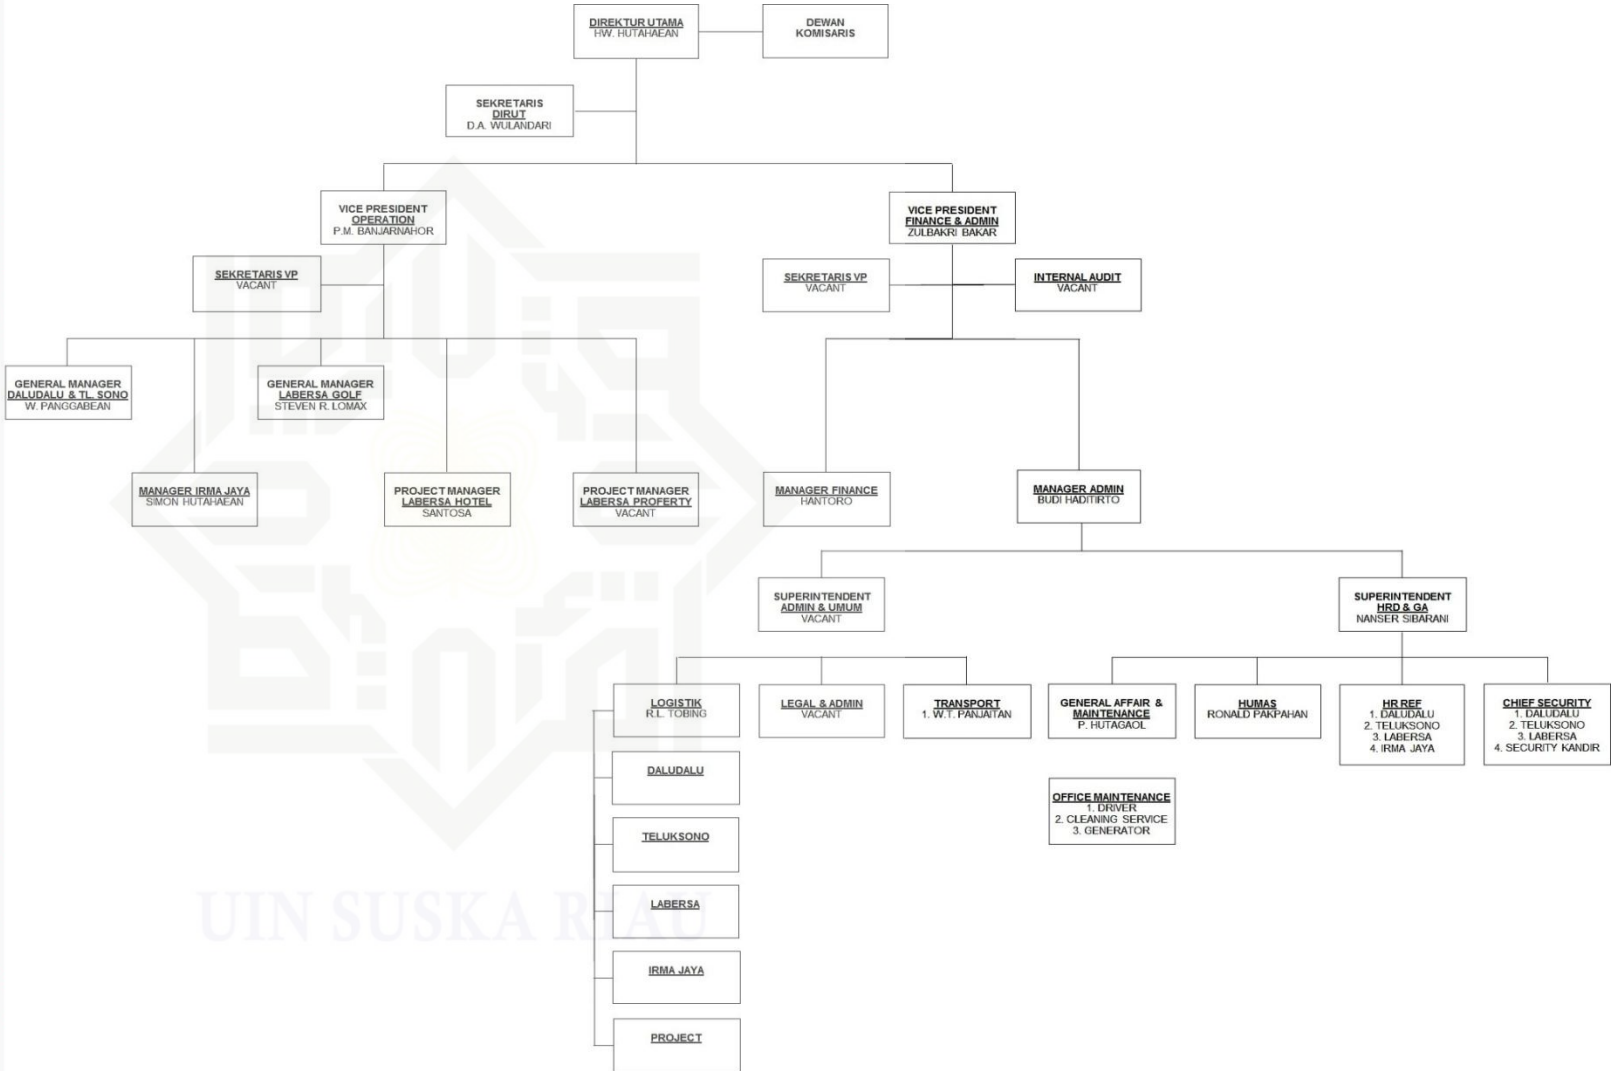 DIREKTUR UTAMA
HW. HUTAHAEAN
DEWAN
KOMISARIS
SEKRETARIS
DIRUT
D.A. WULANDARI
VICE PRESIDENT
OPERATION
P.M. BANJARNAHOR
VICE PRESIDENT
FINANCE & ADMIN
ZULBAKRI BAKAR
SEKRETARIS VP
VACANT
SEKRETARIS VP
VACANT
INTERNAL AUDIT
VACANT
GENERAL MANAGER
DALUDALU & TL. SONO
W. PANGGABEAN
GENERAL MANAGER
LABERSA GOLF
STEVEN R. LOMAX
MANAGER IRMA JAYA
SIMON HUTAHAEAN
PROJECT MANAGER
LABERSA HOTEL
SANTOSA
PROJECT MANAGER
LABERSA PROPERTY
VACANT
MANAGER FINANCE
HANTORO
MANAGER ADMIN
BUDI HADITIRTO
SUPERINTENDENT
ADMIN & UMUM
VACANT
SUPERINTENDENT
HRD & GA
NANSER SIBARANI
LOGISTIK
R.L. TOBING
LEGAL & ADMIN
VACANT
TRANSPORT
1. W.T. PANJAITAN
GENERAL AFFAIR &
MAINTENANCE
P. HUTAGAOL
HUMAS
RONALD PAKPAHAN
HR REF
1. DALUDALU
2. TELUKSONO
3. LABERSA
4. IRMA JAYA
CHIEF SECURITY
1. DALUDALU
2. TELUKSONO
3. LABERSA
4. SECURITY KANDIR
DALUDALU
OFFICE MAINTENANCE
1. DRIVER
2. CLEANING SERVICE
3. GENERATOR
TELUKSONO
LABERSA
UIN SUSKA RIAU
IRMA JAYA
PROJECT